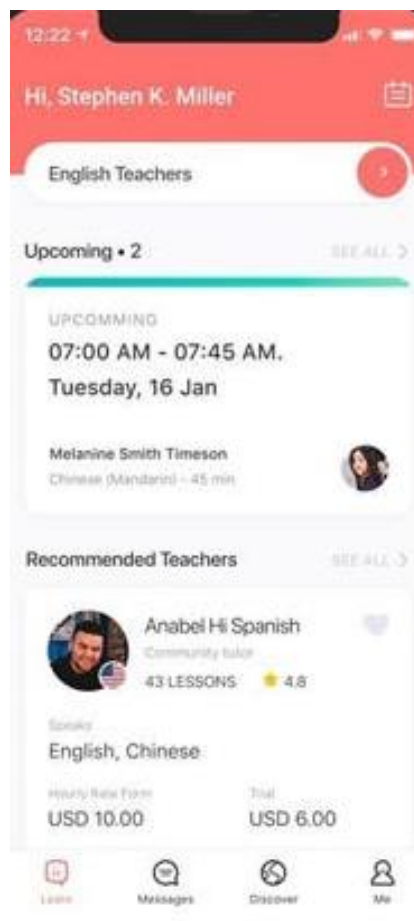 12:22
Hi, Stephen K. Miller
English Teachers
Upcoming • 2
SEE ALL
UPCOMMING
07:00 AM - 07:45 AM.
Tuesday, 16 Jan
Melanine Smith Timeson
Chinese (Mandarin) - 45 min
Recommended Teachers
SEE ALL
Anabel Hi Spanish
Community tutor
43 LESSONS 4.8
Speaks
English, Chinese
Hourly Rate Form Trial
USD 10.00 USD 6.00
Learn Messages Discover Me